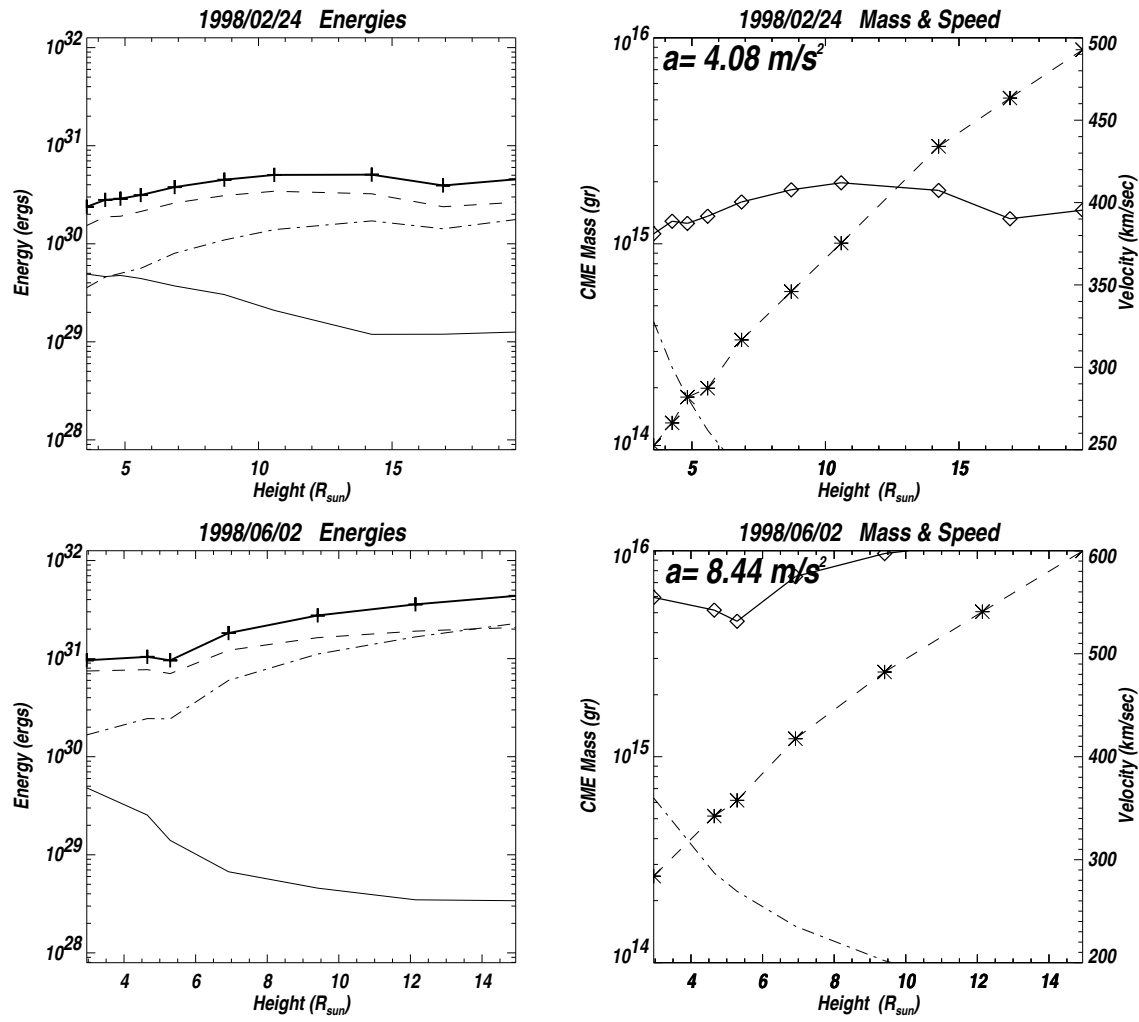 1998/02/24 Energies
10^32
10^31
10^30
10^29
10^28
Energy (ergs)
5 10 15
Height (R_sun)
1998/02/24 Mass & Speed
a= 4.08 m/s^2
10^16
10^15
10^14
CME Mass (gr)
500
450
400
350
300
250
Velocity (km/sec)
5 10 15
Height (R_sun)
1998/06/02 Energies
10^32
10^31
10^30
10^29
10^28
Energy (ergs)
4 6 8 10 12 14
Height (R_sun)
1998/06/02 Mass & Speed
a= 8.44 m/s^2
10^16
10^15
10^14
CME Mass (gr)
600
500
400
300
200
Velocity (km/sec)
4 6 8 10 12 14
Height (R_sun)